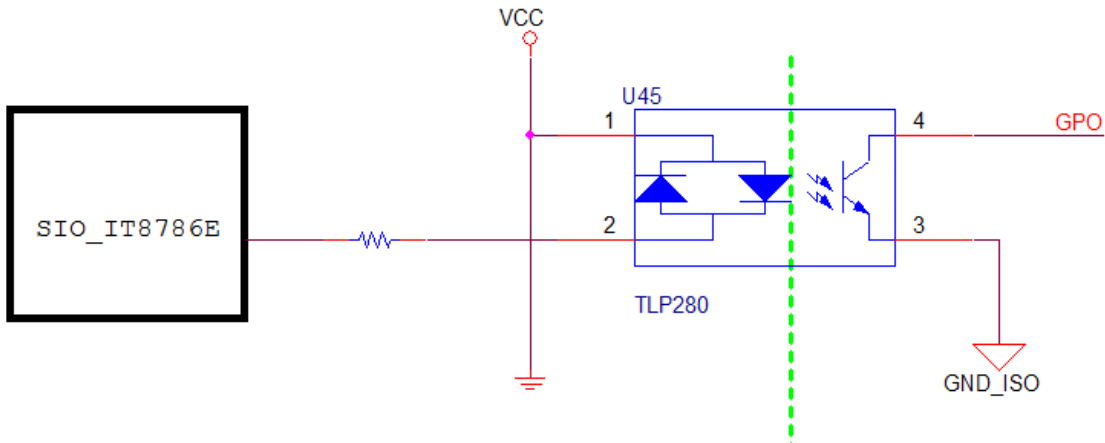 VCC
U45
1
4
GPO
SIO_IT8786E
2
3
TLP280
GND_ISO